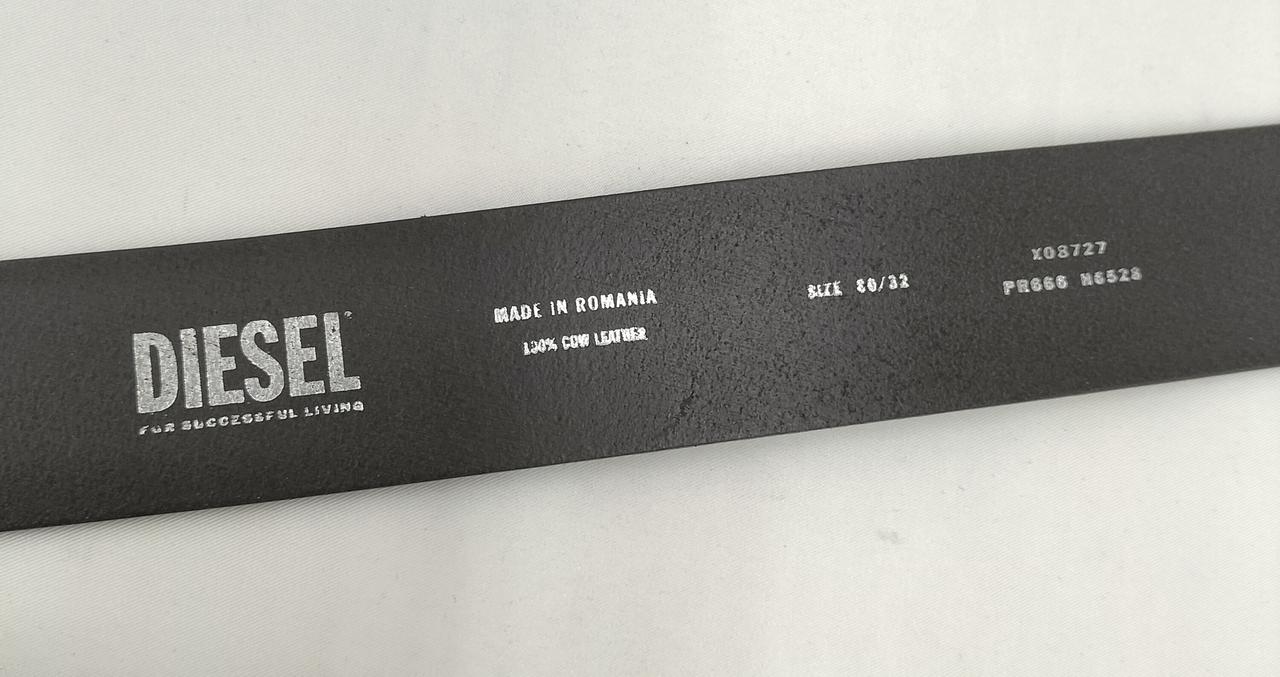 DIESEL
FOR SUCCESSFUL LIVING
MADE IN ROMANIA
100% COW LEATHER
SIZE 80/32
X08727
PR666 H6528